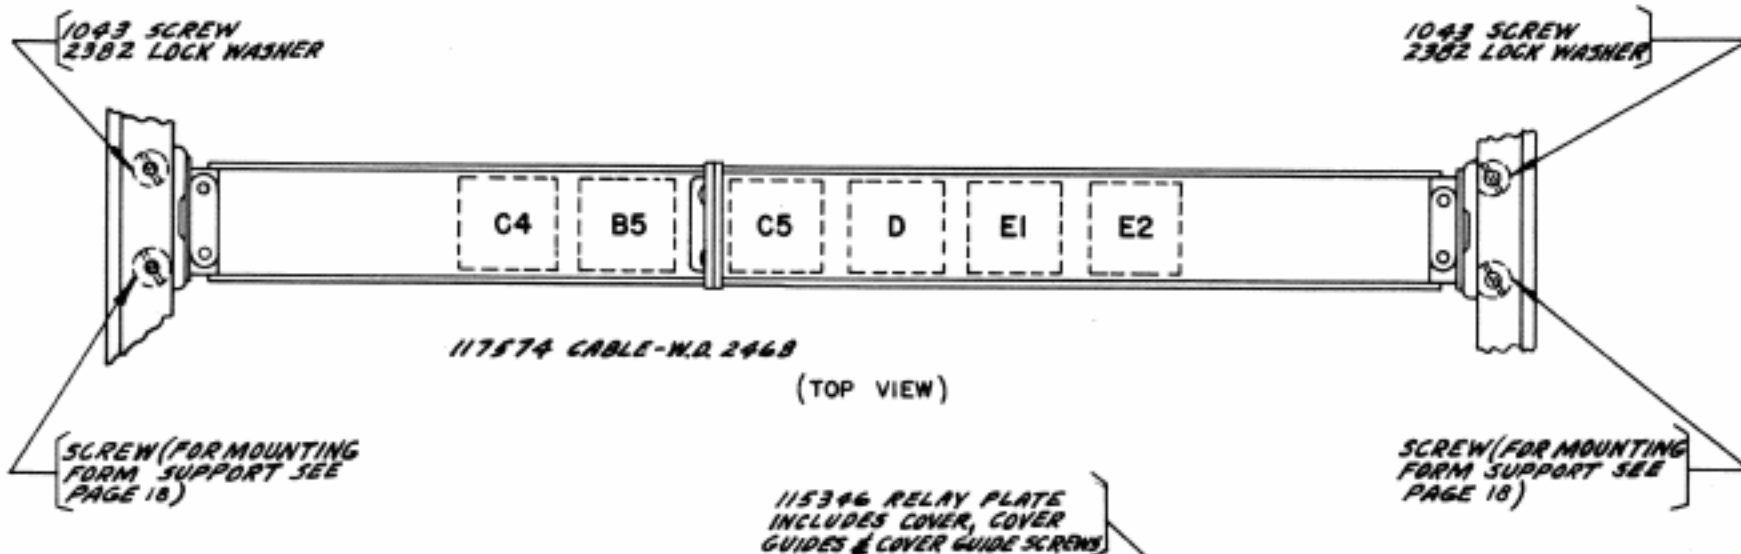 1043 SCREW
2382 LOCK WASHER
1043 SCREW
2382 LOCK WASHER
C4 B5 C5 D E1 E2
117574 CABLE-W.D. 2468
(TOP VIEW)
SCREW (FOR MOUNTING
FORM SUPPORT SEE
PAGE 18)
SCREW (FOR MOUNTING
FORM SUPPORT SEE
PAGE 18)
115346 RELAY PLATE
INCLUDES COVER, COVER
GUIDES & COVER GUIDE SCREWS